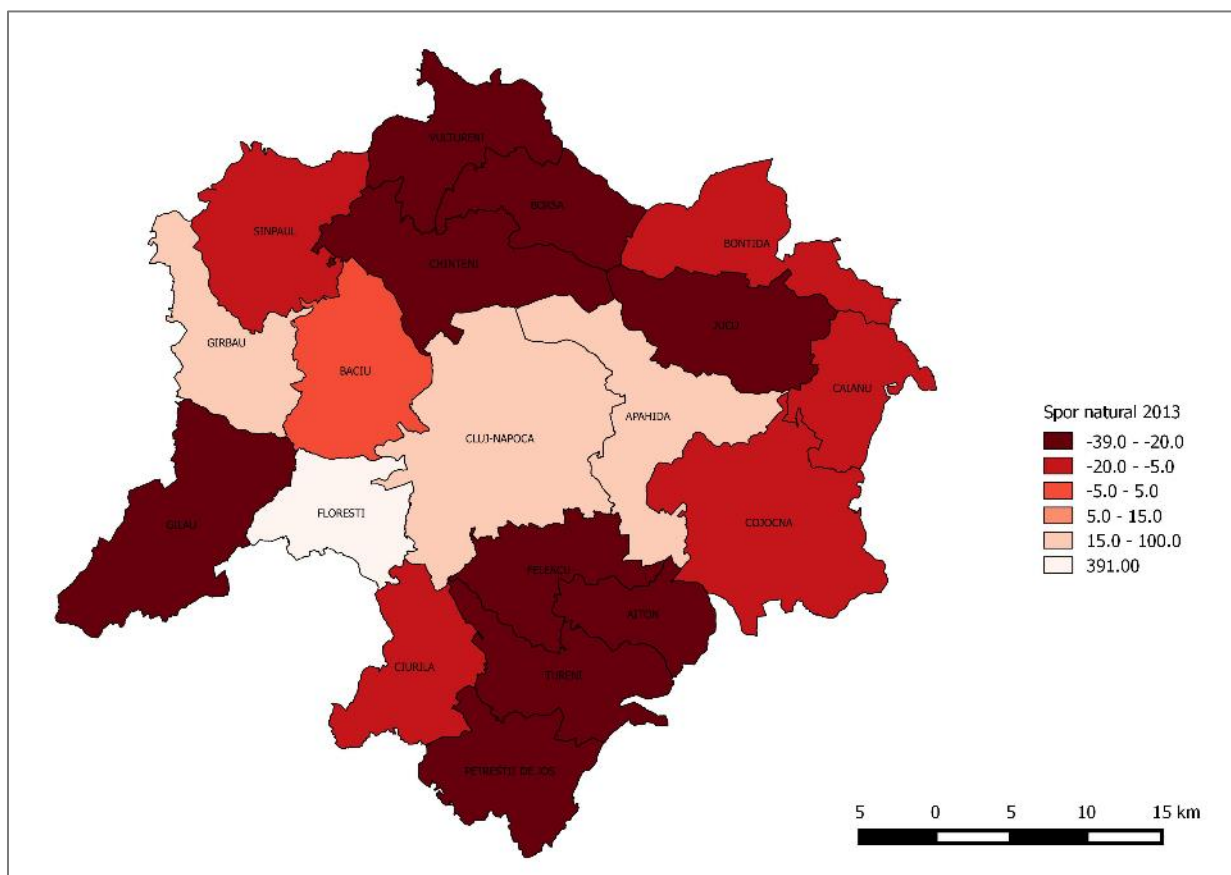 VULTURENI
BORSA
SINPAUL
BONTIDA
CHINTENI
JUCU
GIRBAU
BACIU
CAIANU
APAHIDA
CLUJ-NAPOCA
FLORESTI
COJOCNA
GILAU
FELEACU
AITON
CIURILA
TURENI
PETRESTII DE JOS
Spor natural 2013
-39.0 - -20.0
-20.0 - -5.0
-5.0 - 5.0
5.0 - 15.0
15.0 - 100.0
391.00
5 0 5 10 15 km